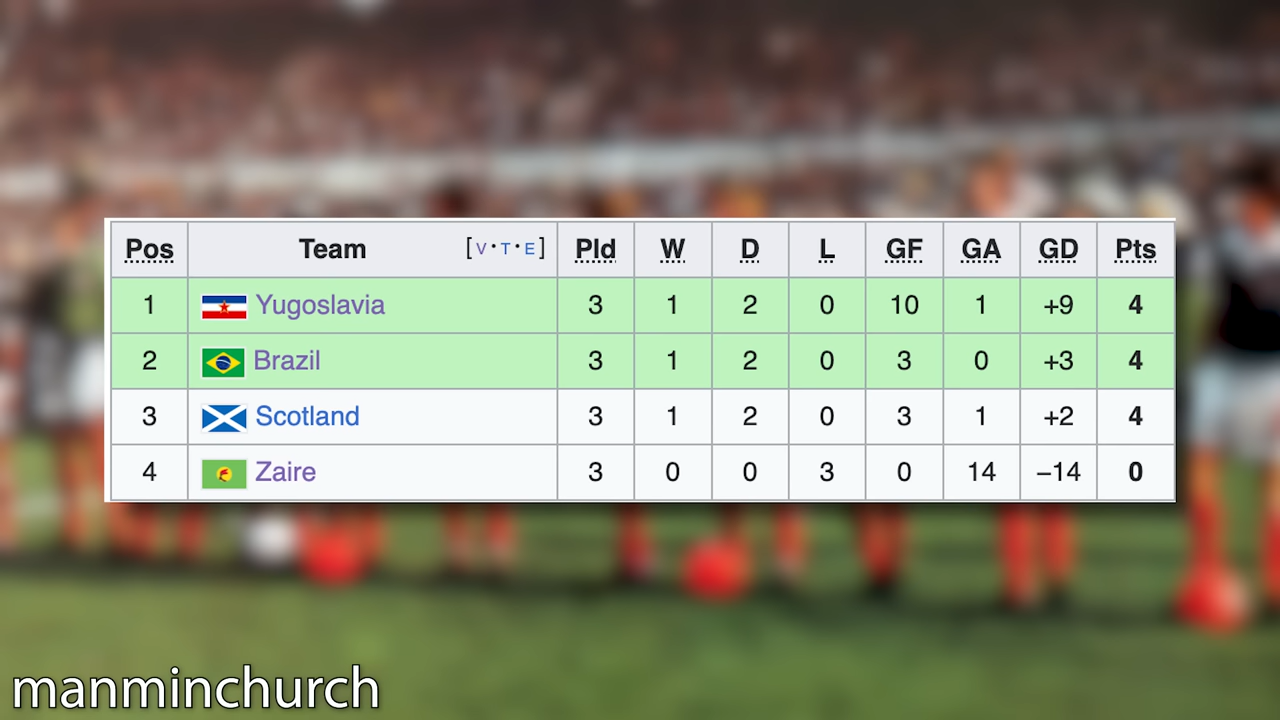 Pos Team [V·T·E] Pld W D L GF GA GD Pts
1 Yugoslavia 3 1 2 0 10 1 +9 4
2 Brazil 3 1 2 0 3 0 +3 4
3 Scotland 3 1 2 0 3 1 +2 4
4 Zaire 3 0 0 3 0 14 −14 0
manminchurch